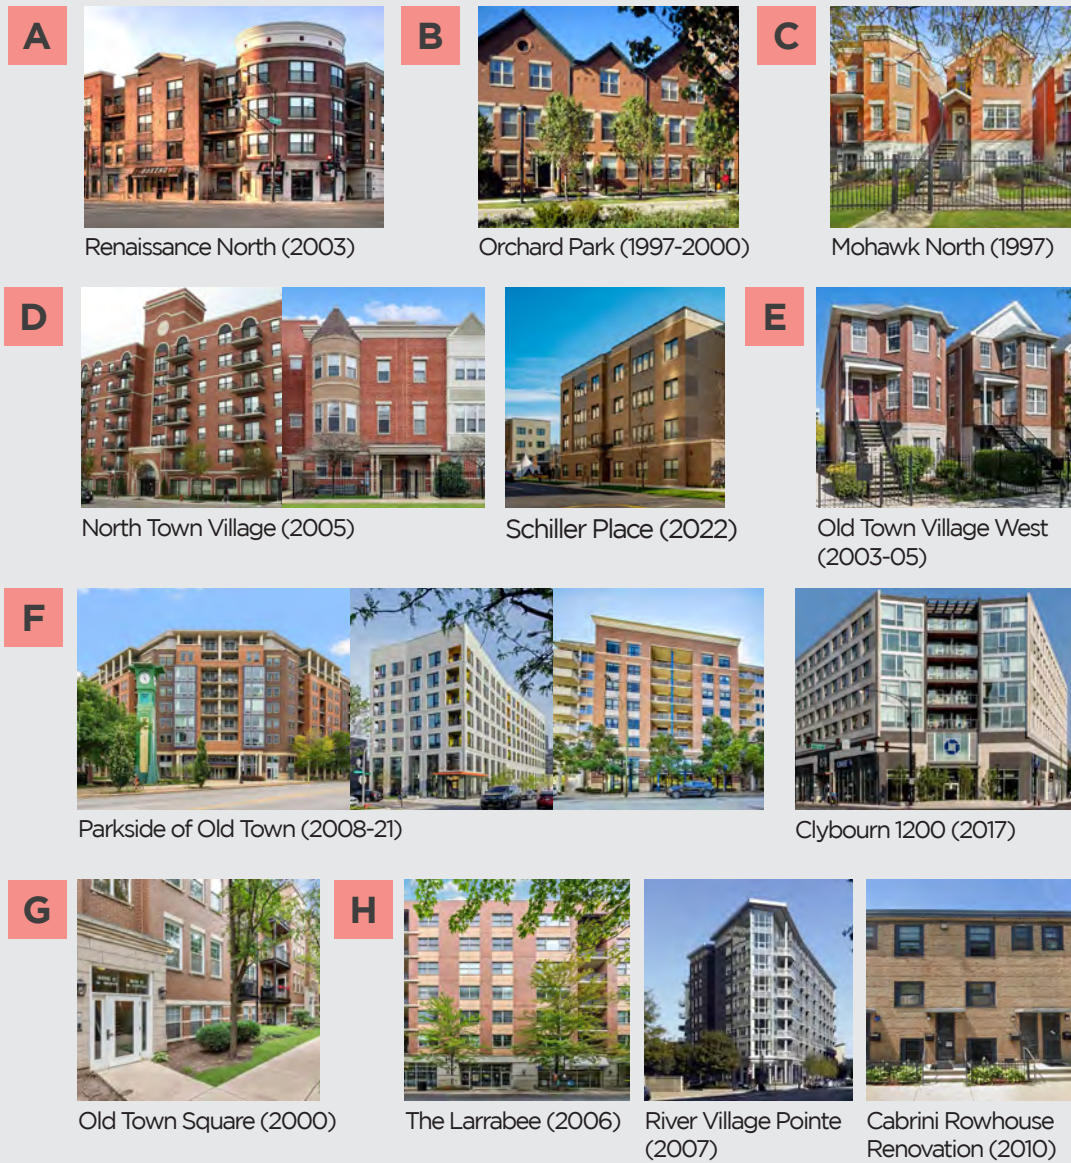 A
B
C
Renaissance North (2003)
Orchard Park (1997-2000)
Mohawk North (1997)
D
E
North Town Village (2005)
Schiller Place (2022)
Old Town Village West
(2003-05)
F
Parkside of Old Town (2008-21)
Clybourn 1200 (2017)
G
H
Old Town Square (2000)
The Larrabee (2006)
River Village Pointe
(2007)
Cabrini Rowhouse
Renovation (2010)